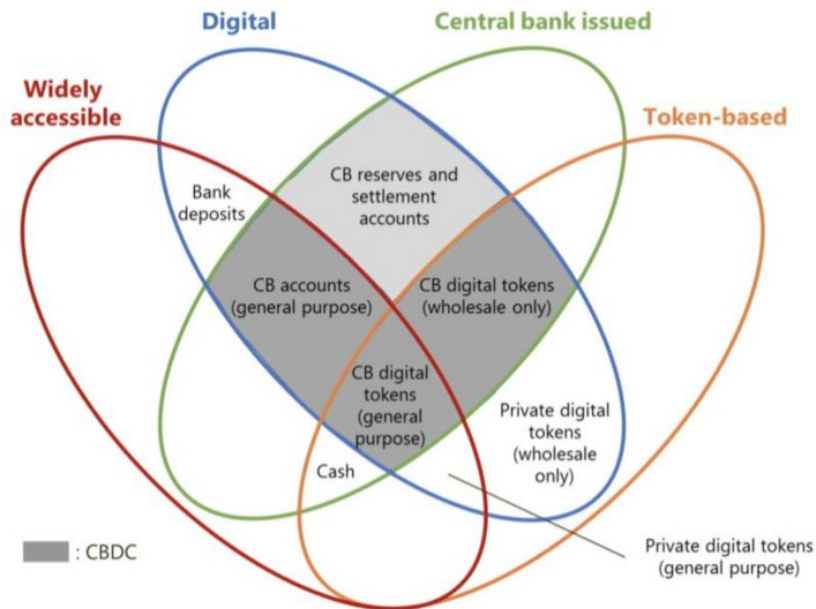 Digital
Central bank issued
Widely
accessible
Token-based
Bank
deposits
CB reserves and
settlement
accounts
CB accounts
(general purpose)
CB digital tokens
(wholesale only)
CB digital
tokens
(general
purpose)
Private digital
tokens
(wholesale
only)
Cash
Private digital tokens
(general purpose)
: CBDC